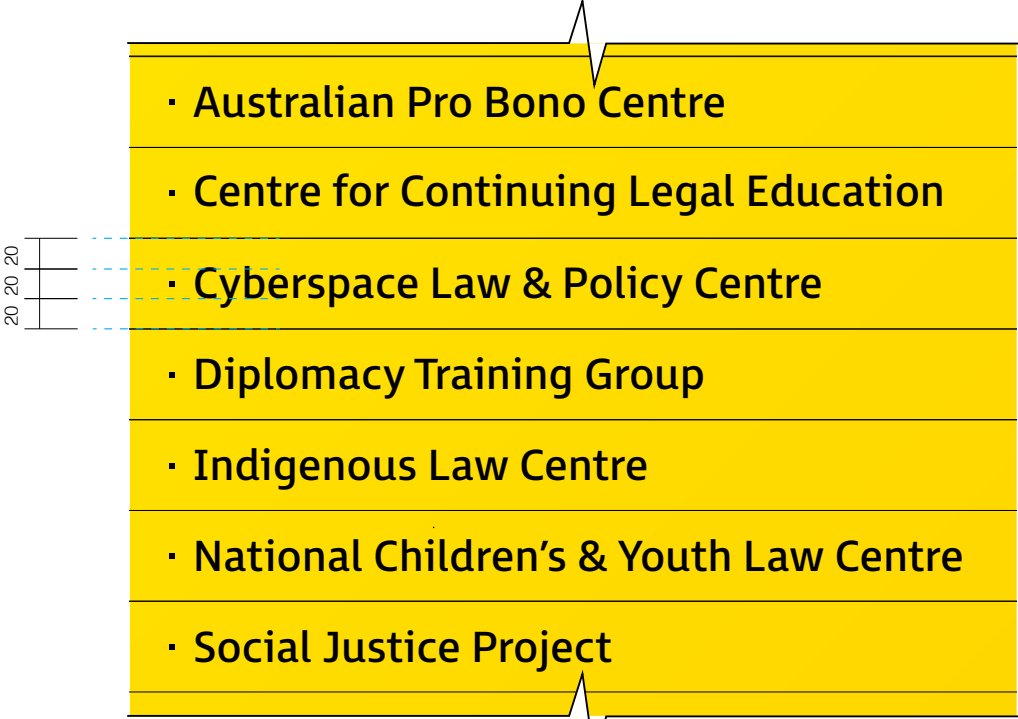 · Australian Pro Bono Centre
· Centre for Continuing Legal Education
20
20
20
· Cyberspace Law & Policy Centre
· Diplomacy Training Group
· Indigenous Law Centre
· National Children’s & Youth Law Centre
· Social Justice Project